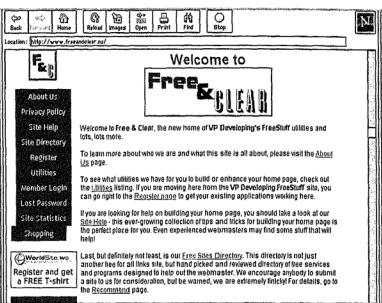 Back Forward Home Reload Images Open Print Find Stop
N
Location: http://www.freeandclear.nu/
F&C
Welcome to
Free & CLEAR
About Us
Privacy Policy
Site Help
Site Directory
Register
Utilities
Member Login
Lost Password
Site Statistics
Shopping
WorldSite.ws
Register and get
a FREE T-shirt
Welcome to Free & Clear, the new home of VP Developing's FreeStuff utilities and
lots, lots more.
To learn more about who we are and what this site is all about, please visit the About
Us page.
To see what utilities we have for you to build or enhance your home page, check out
the Utilities listing. If you are moving here from the VP Developing FreeStuff site, you
can go right to the Register page to get your existing applications working here.
If you are looking for help on building your home page, you should take a look at our
Site Help - this ever-growing collection of tips and tricks for building your home page is
the perfect place for you. Even experienced webmasters may find some stuff that will
help!
Last, but definitely not least, is our Free Sites Directory. This directory is not just
another fee for all links site, but hand picked and reviewed directory of free services
and programs designed to help out the webmaster. We encourage anybody to submit
a site to us for consideration, but be warned, we are extremely finicky! For details, go to
the Recommend page.